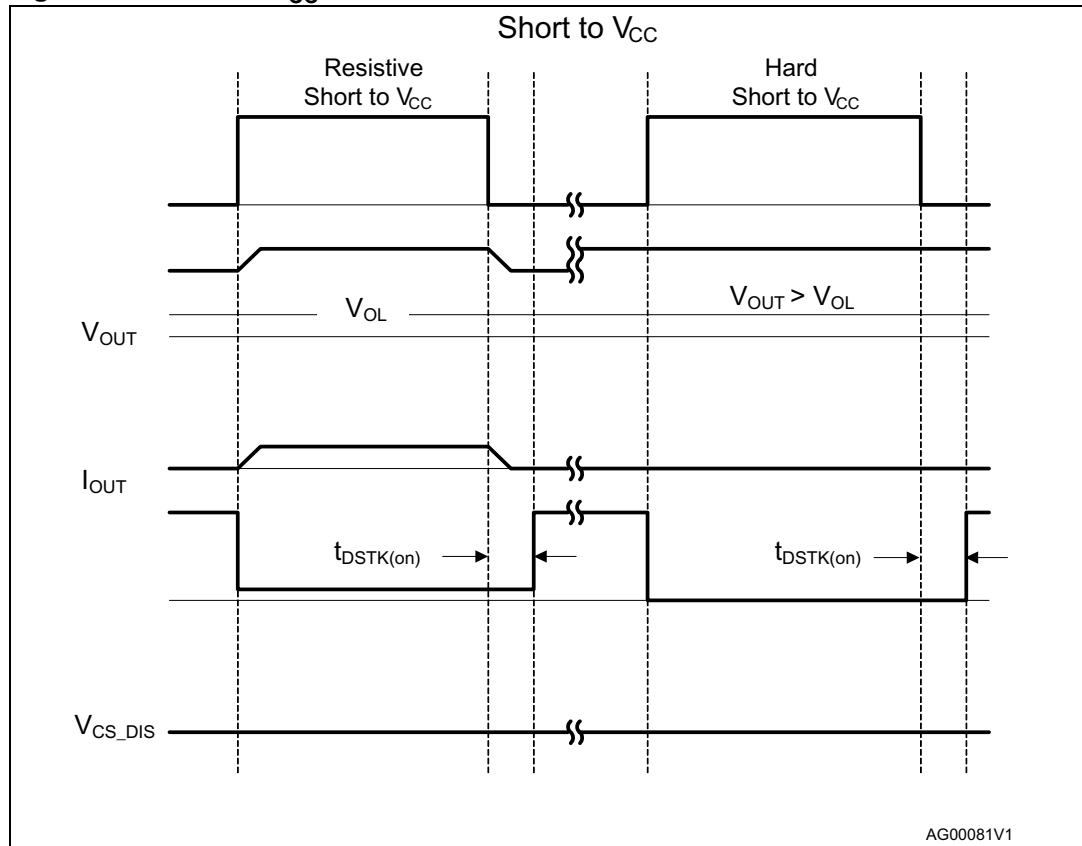 Short to VCC
Resistive
Short to VCC
Hard
Short to VCC
VOL
VOUT > VOL
VOUT
IOUT
tDSTK(on)
tDSTK(on)
VCS_DIS
AG00081V1